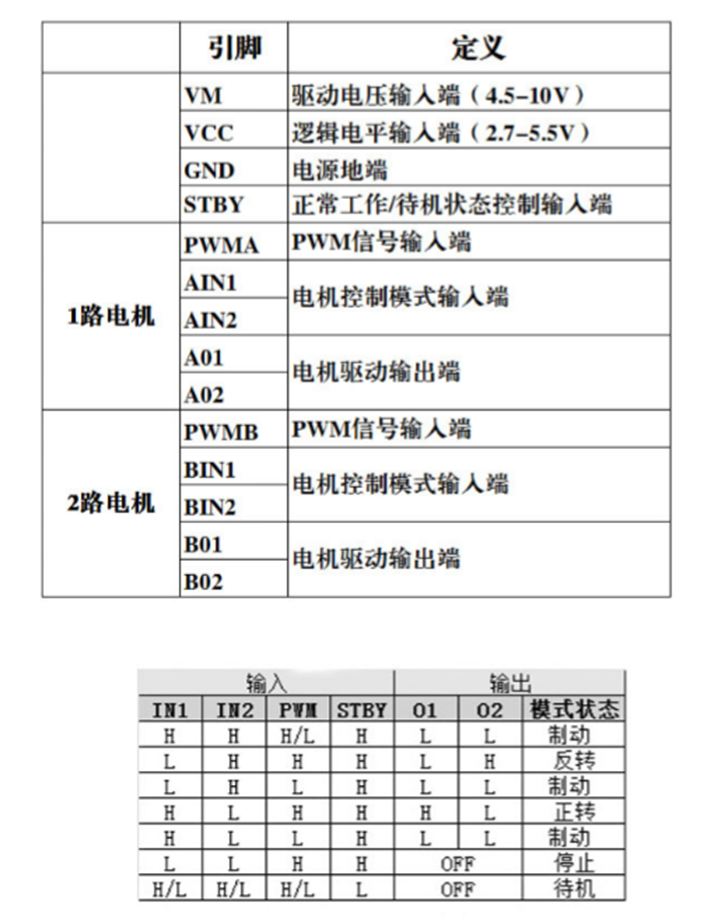 引脚 定义
VM 驱动电压输入端（4.5-10V）
VCC 逻辑电平输入端（2.7-5.5V）
GND 电源地端
STBY 正常工作/待机状态控制输入端
1路电机
PWMA PWM信号输入端
AIN1
AIN2
电机控制模式输入端
A01
A02
电机驱动输出端
2路电机
PWMB PWM信号输入端
BIN1
BIN2
电机控制模式输入端
B01
B02
电机驱动输出端
输入 输出
IN1 IN2 PWM STBY O1 O2 模式状态
H H H/L H L L 制动
L H H H L H 反转
L H L H L L 制动
H L H H H L 正转
H L L H L L 制动
L L H H OFF 停止
H/L H/L H/L L OFF 待机